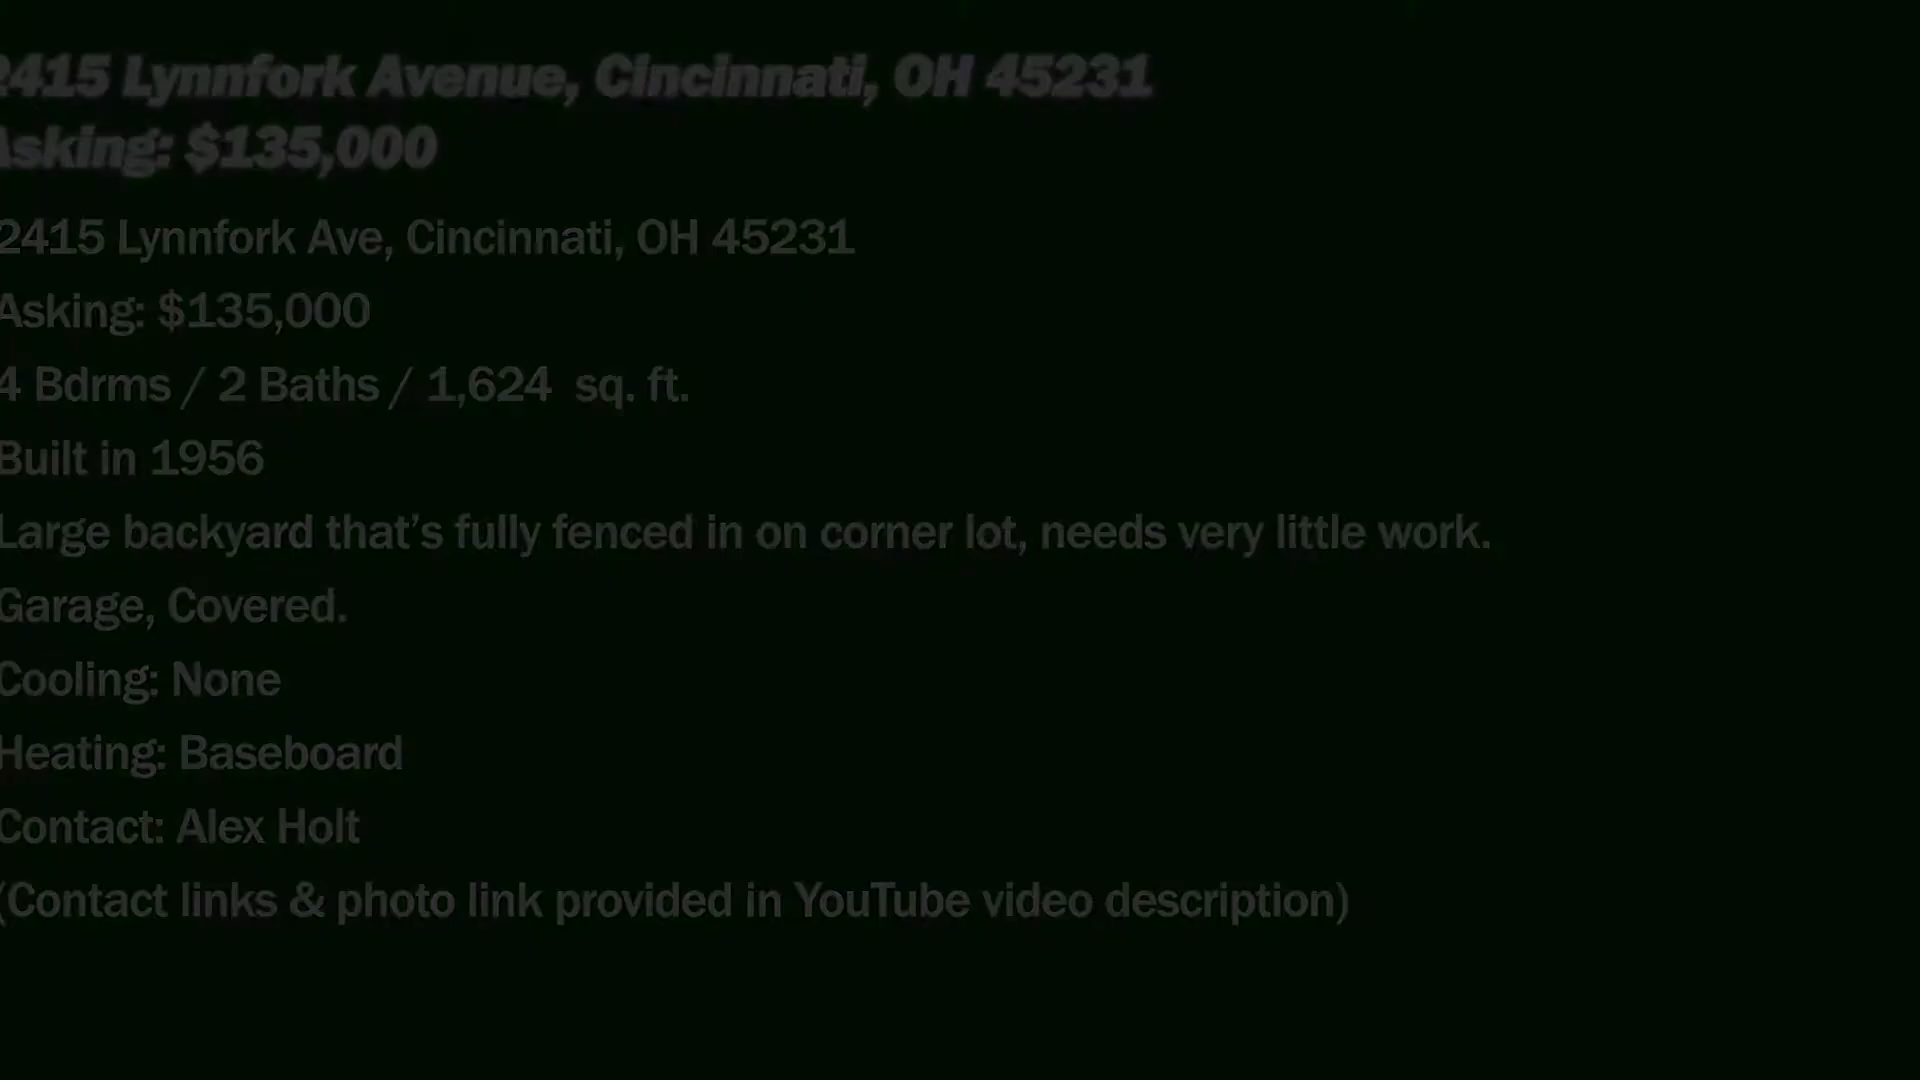 2415 Lynnfork Avenue, Cincinnati, OH 45231
Asking: $135,000
2415 Lynnfork Ave, Cincinnati, OH 45231
Asking: $135,000
4 Bdrms / 2 Baths / 1,624 sq. ft.
Built in 1956
Large backyard that’s fully fenced in on corner lot, needs very little work.
Garage, Covered.
Cooling: None
Heating: Baseboard
Contact: Alex Holt
(Contact links & photo link provided in YouTube video description)